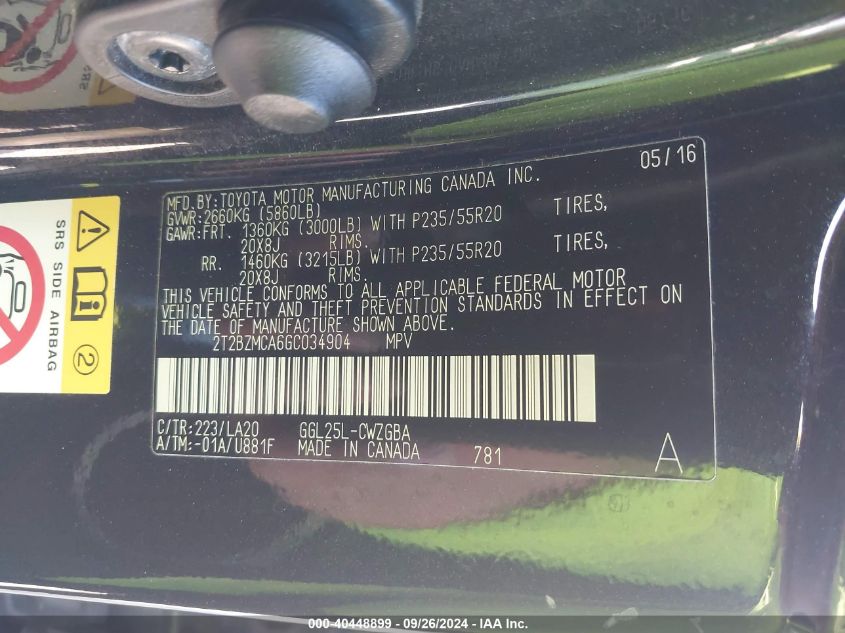 05/16
MFD.BY:TOYOTA MOTOR MANUFACTURING CANADA INC.
GVWR:2660KG (5860LB)
GAWR:FRT. 1360KG (3000LB) WITH P235/55R20 TIRES,
20X8J RIMS.
RR. 1460KG (3215LB) WITH P235/55R20 TIRES,
20X8J RIMS.
THIS VEHICLE CONFORMS TO ALL APPLICABLE FEDERAL MOTOR
VEHICLE SAFETY AND THEFT PREVENTION STANDARDS IN EFFECT ON
THE DATE OF MANUFACTURE SHOWN ABOVE.
2T2BZMCA6GC034904 MPV
C/TR:223/LA20 GGL25L-CWZGBA
A/TM:-01A/U881F MADE IN CANADA 781 A
SRS SIDE AIRBAG
2
000-40448899 - 09/26/2024 - IAA Inc.